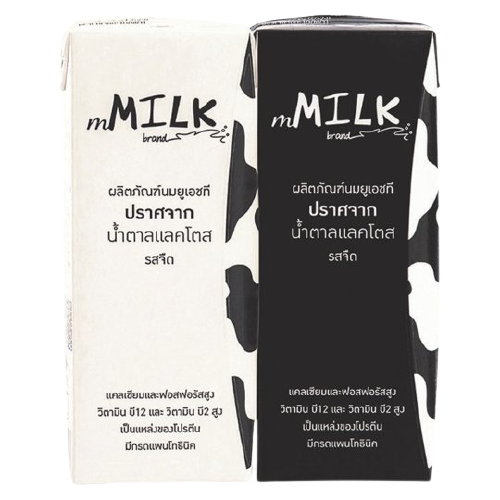 mMILK
brand
ผลิตภัณฑ์นมยูเอชที
ปราศจาก
น้ำตาลแลคโตส
รสจืด
แคลเซียมและฟอสฟอรัสสูง
วิตามิน บี12 และ วิตามิน บี2 สูง
เป็นแหล่งของโปรตีน
มีกรดแพนโทธินิค
mMILK
brand
ผลิตภัณฑ์นมยูเอชที
ปราศจาก
น้ำตาลแลคโตส
รสจืด
แคลเซียมและฟอสฟอรัสสูง
วิตามิน บี12 และ วิตามิน บี2 สูง
เป็นแหล่งของโปรตีน
มีกรดแพนโทธินิค